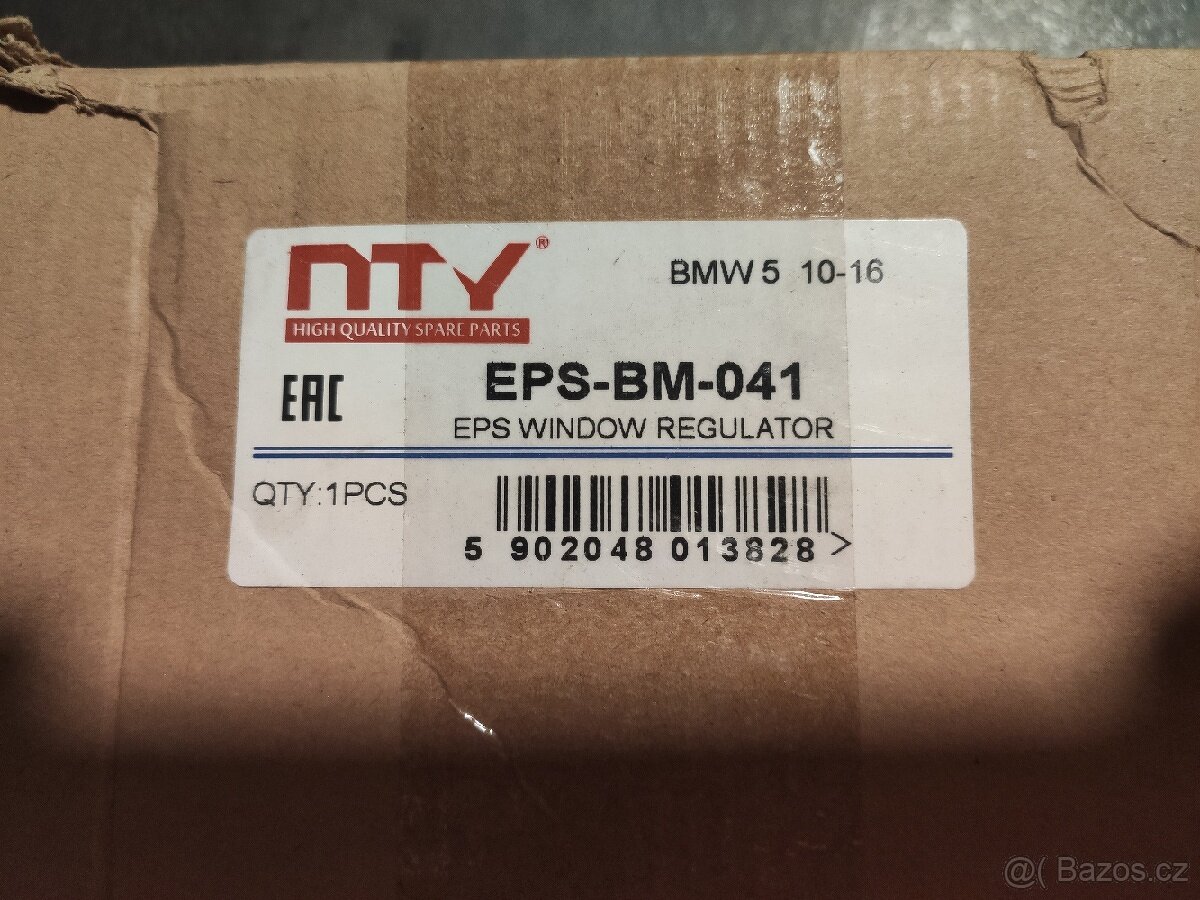 NTY®
HIGH QUALITY SPARE PARTS
BMW 5 10-16
EAC
EPS-BM-041
EPS WINDOW REGULATOR
QTY:1PCS
5 902048 013828 >
@( Bazos.cz